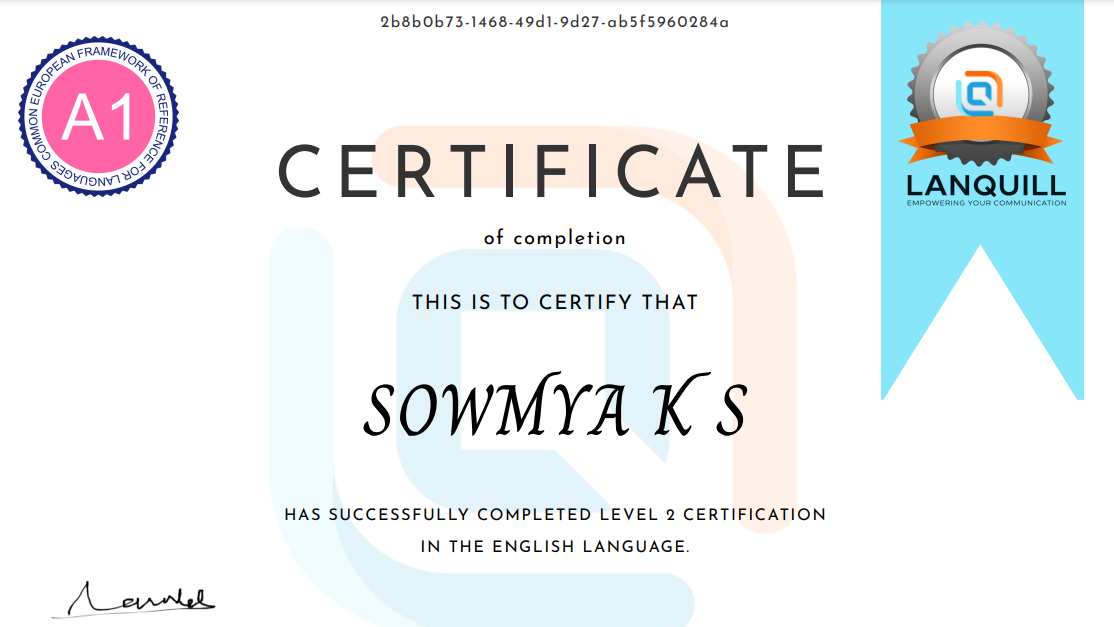 2b8b0b73-1468-49d1-9d27-ab5f5960284a
COMMON EUROPEAN FRAMEWORK OF REFERENCE FOR LANGUAGES
A1
LANQUILL
EMPOWERING YOUR COMMUNICATION
CERTIFICATE
of completion
THIS IS TO CERTIFY THAT
SOWMYA K S
HAS SUCCESSFULLY COMPLETED LEVEL 2 CERTIFICATION
IN THE ENGLISH LANGUAGE.